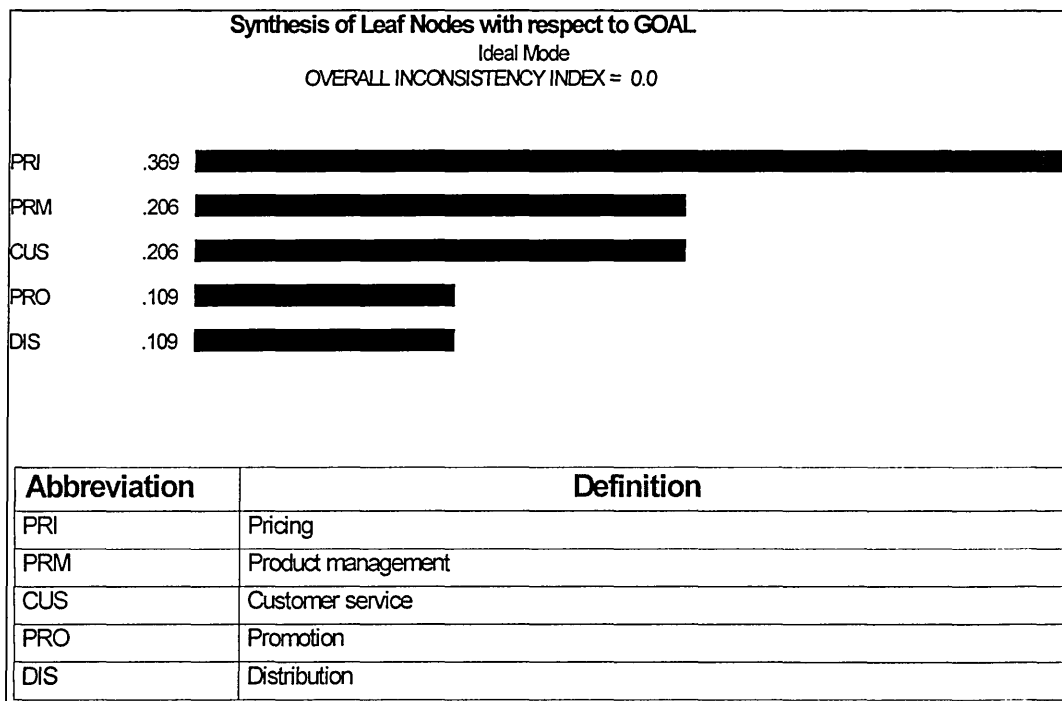 Synthesis of Leaf Nodes with respect to GOAL
Ideal Mode
OVERALL INCONSISTENCY INDEX = 0.0
PRI .369
PRM .206
CUS .206
PRO .109
DIS .109
Abbreviation Definition
PRI Pricing
PRM Product management
CUS Customer service
PRO Promotion
DIS Distribution